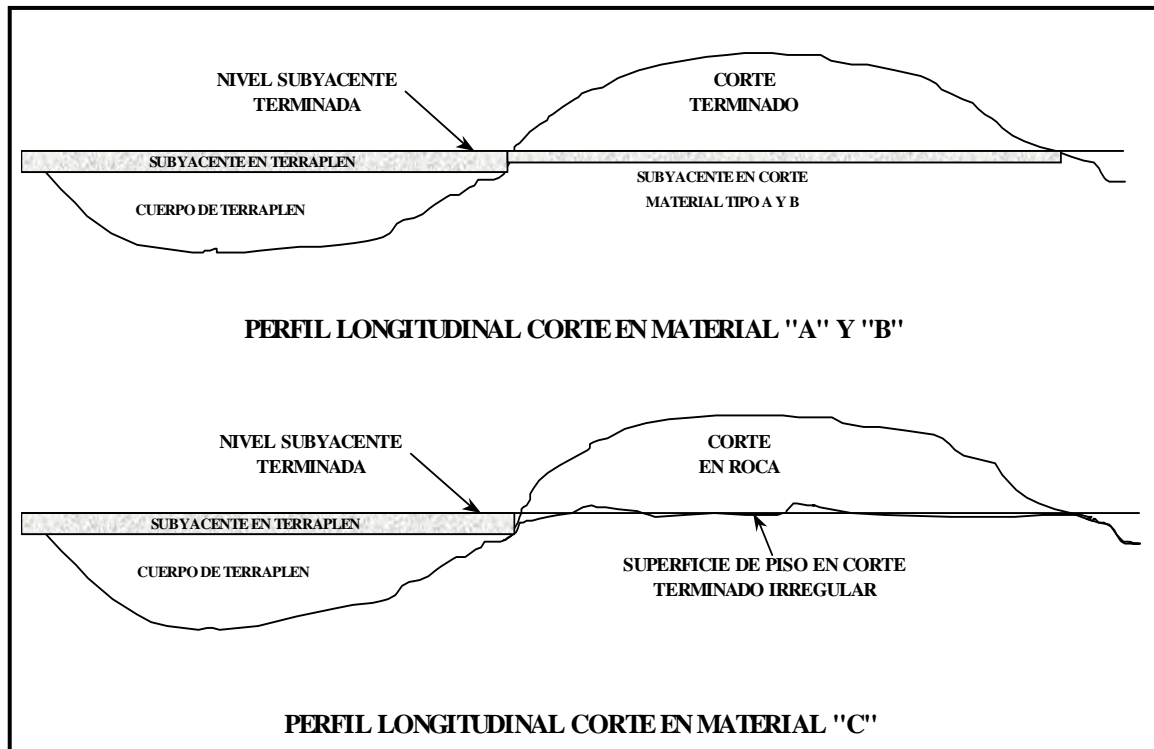 NIVEL SUBYACENTE
TERMINADA
CORTE
TERMINADO
SUBYACENTE EN TERRAPLEN
SUBYACENTE EN CORTE
MATERIAL TIPO A Y B
CUERPO DE TERRAPLEN
PERFIL LONGITUDINAL CORTE EN MATERIAL "A" Y "B"
NIVEL SUBYACENTE
TERMINADA
CORTE
EN ROCA
SUBYACENTE EN TERRAPLEN
CUERPO DE TERRAPLEN
SUPERFICIE DE PISO EN CORTE
TERMINADO IRREGULAR
PERFIL LONGITUDINAL CORTE EN MATERIAL "C"